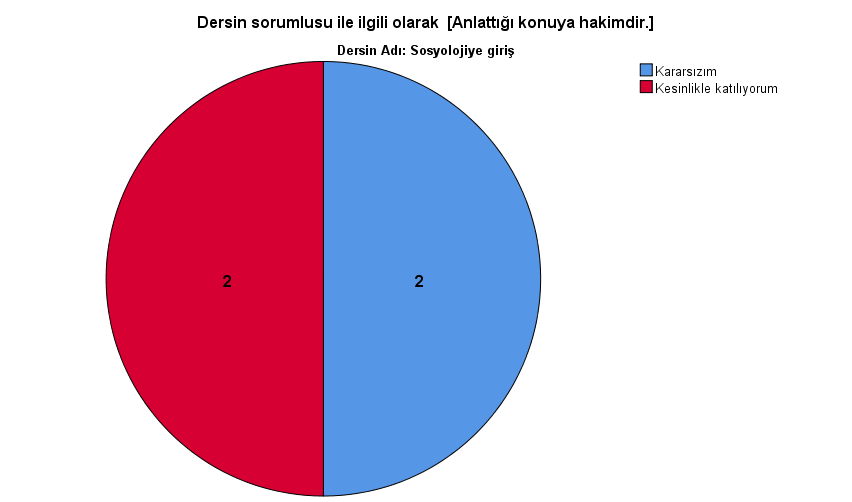 Dersin sorumlusu ile ilgili olarak [Anlattığı konuya hakimdir.]
Dersin Adı: Sosyolojiye giriş
Kararsızım
Kesinlikle katılıyorum
2 2